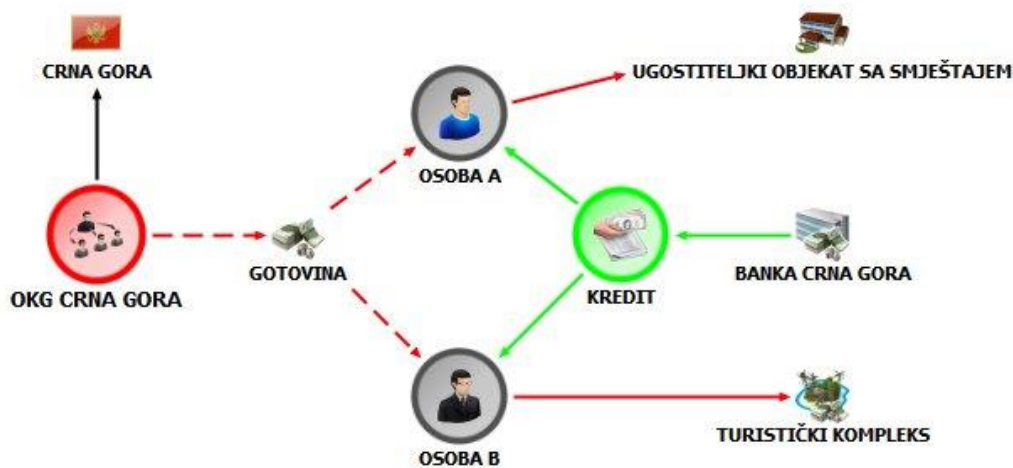 CRNA GORA
UGOSTITELJKI OBJEKAT SA SMJEŠTAJEM
OSOBA A
OKG CRNA GORA
GOTOVINA
KREDIT
BANKA CRNA GORA
OSOBA B
TURISTIČKI KOMPLEKS